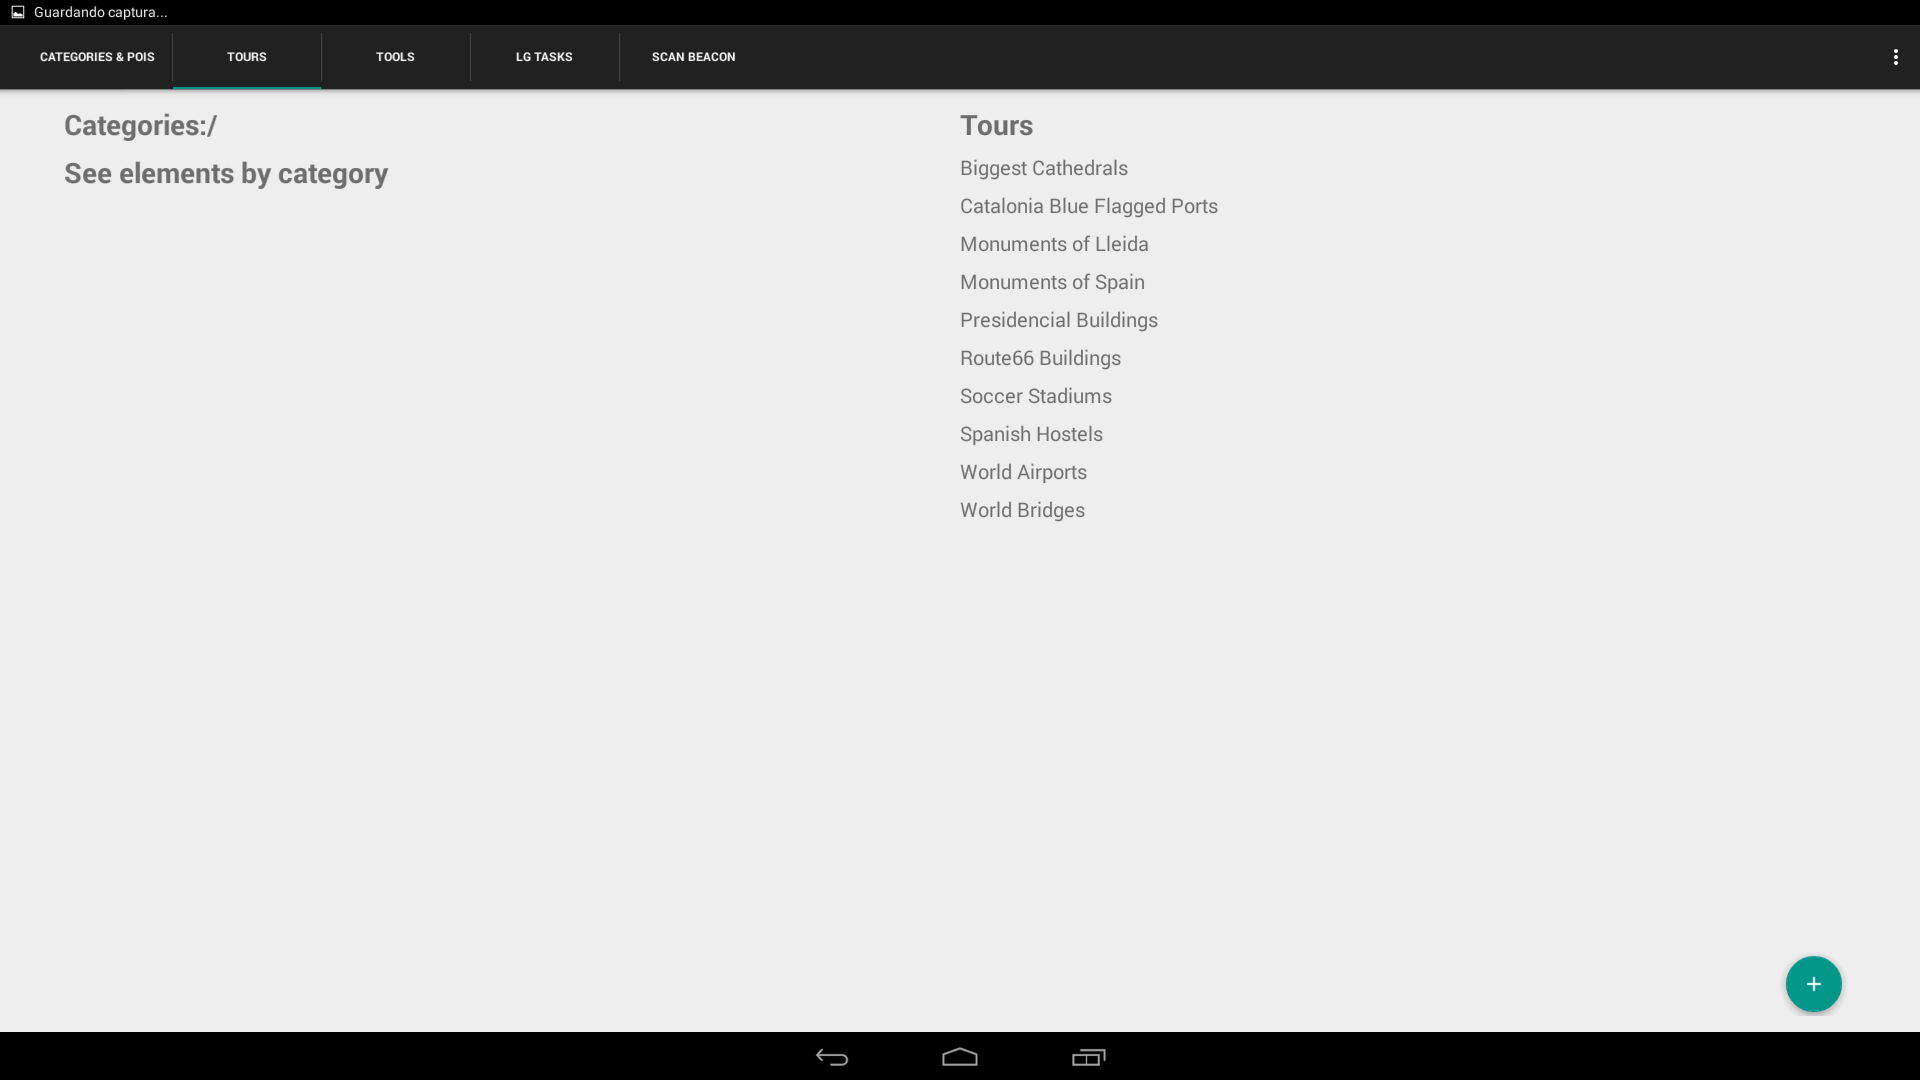 Guardando captura...
CATEGORIES & POIS
TOURS
TOOLS
LG TASKS
SCAN BEACON
Categories:/
See elements by category
Tours
Biggest Cathedrals
Catalonia Blue Flagged Ports
Monuments of Lleida
Monuments of Spain
Presidencial Buildings
Route66 Buildings
Soccer Stadiums
Spanish Hostels
World Airports
World Bridges